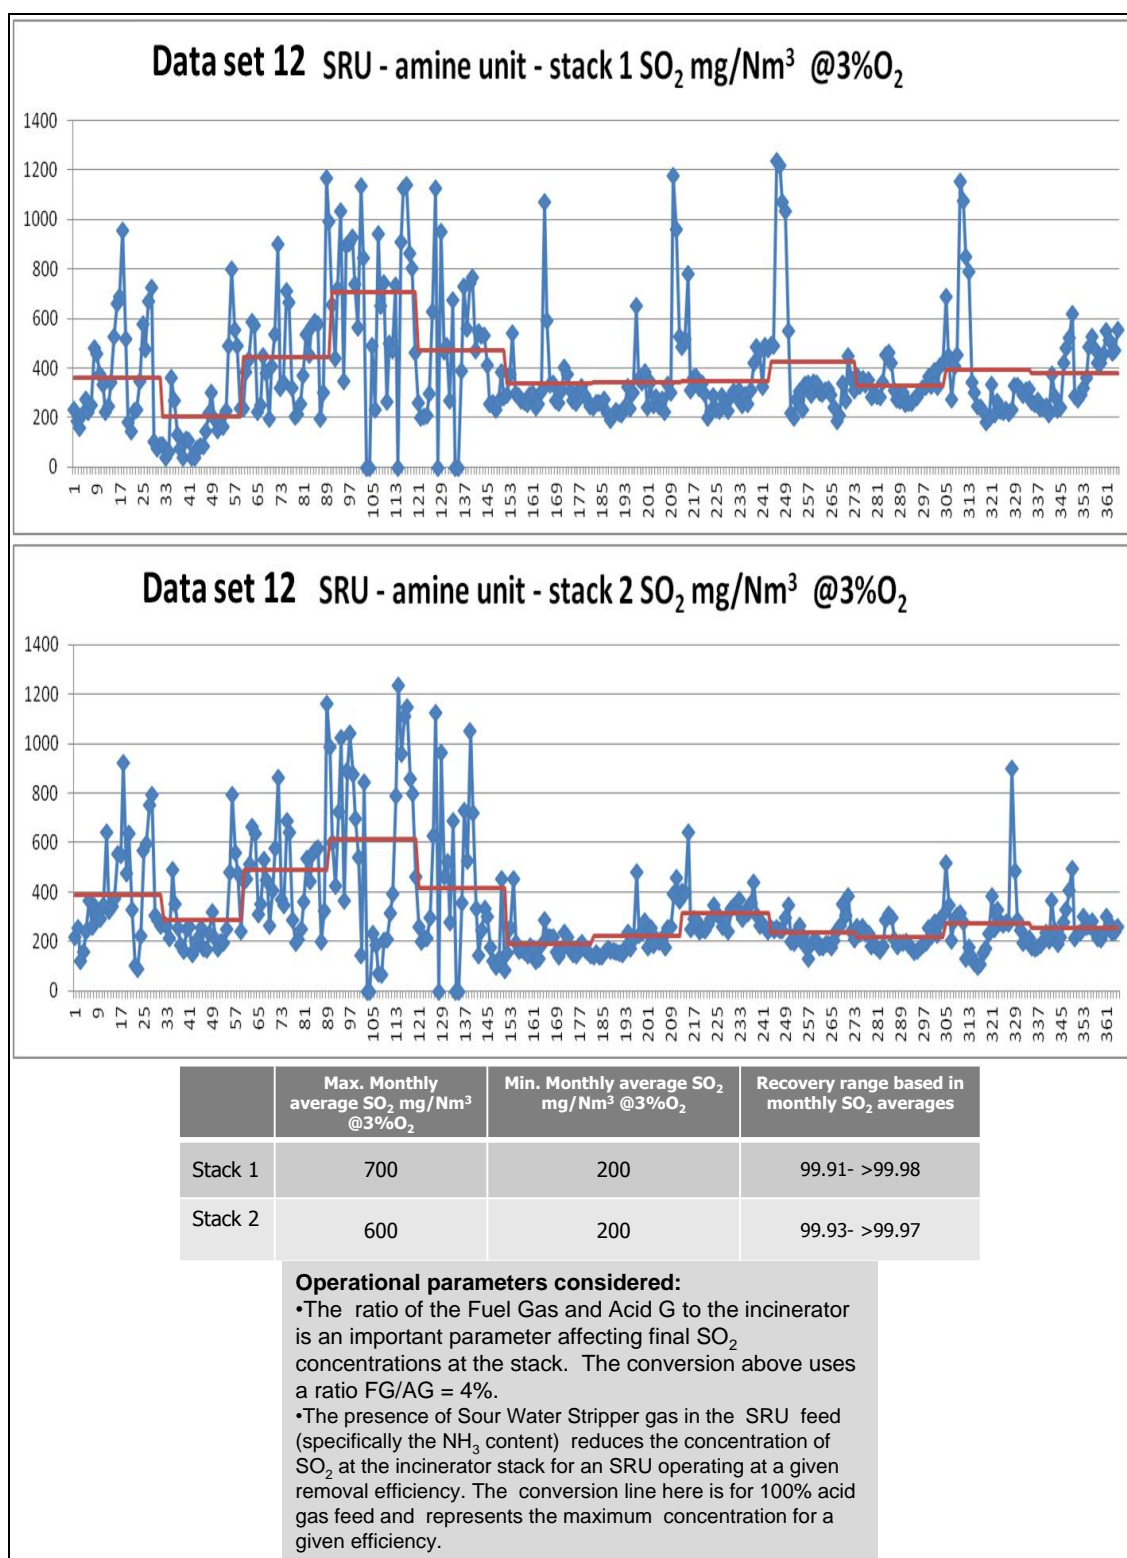 Data set 12 SRU - amine unit - stack 1 SO2 mg/Nm3 @3%O2
1400
1200
1000
800
600
400
200
0
1 9 17 25 33 41 49 57 65 73 81 89 97 105 113 121 129 137 145 153 161 169 177 185 193 201 209 217 225 233 241 249 257 265 273 281 289 297 305 313 321 329 337 345 353 361
Data set 12 SRU - amine unit - stack 2 SO2 mg/Nm3 @3%O2
1400
1200
1000
800
600
400
200
0
1 9 17 25 33 41 49 57 65 73 81 89 97 105 113 121 129 137 145 153 161 169 177 185 193 201 209 217 225 233 241 249 257 265 273 281 289 297 305 313 321 329 337 345 353 361
Max. Monthly
average SO2 mg/Nm3
@3%O2
Min. Monthly average SO2
mg/Nm3 @3%O2
Recovery range based in
monthly SO2 averages
Stack 1 700 200 99.91- >99.98
Stack 2 600 200 99.93- >99.97
Operational parameters considered:
•The ratio of the Fuel Gas and Acid G to the incinerator
is an important parameter affecting final SO2
concentrations at the stack. The conversion above uses
a ratio FG/AG = 4%.
•The presence of Sour Water Stripper gas in the SRU feed
(specifically the NH3 content) reduces the concentration of
SO2 at the incinerator stack for an SRU operating at a given
removal efficiency. The conversion line here is for 100% acid
gas feed and represents the maximum concentration for a
given efficiency.